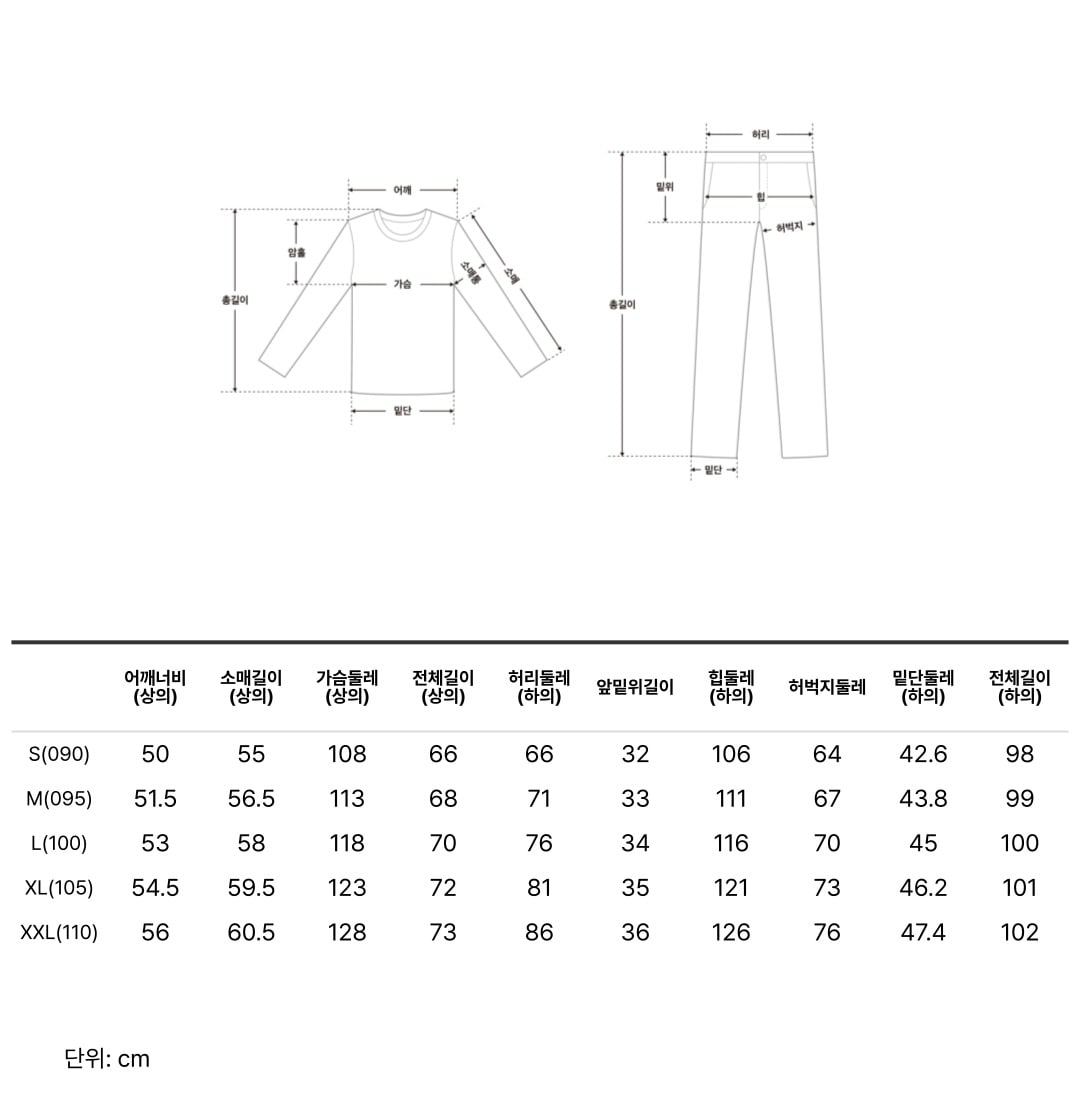 허리
밑위
힙
허벅지
총길이
밑단
어깨
암홀
소매통
소매
가슴
총길이
밑단
어깨너비 소매길이 가슴둘레 전체길이 허리둘레 앞밑위길이 힙둘레 허벅지둘레 밑단둘레 전체길이
(상의) (상의) (상의) (상의) (하의) (하의) (하의) (하의)
S(090) 50 55 108 66 66 32 106 64 42.6 98
M(095) 51.5 56.5 113 68 71 33 111 67 43.8 99
L(100) 53 58 118 70 76 34 116 70 45 100
XL(105) 54.5 59.5 123 72 81 35 121 73 46.2 101
XXL(110) 56 60.5 128 73 86 36 126 76 47.4 102
단위: cm